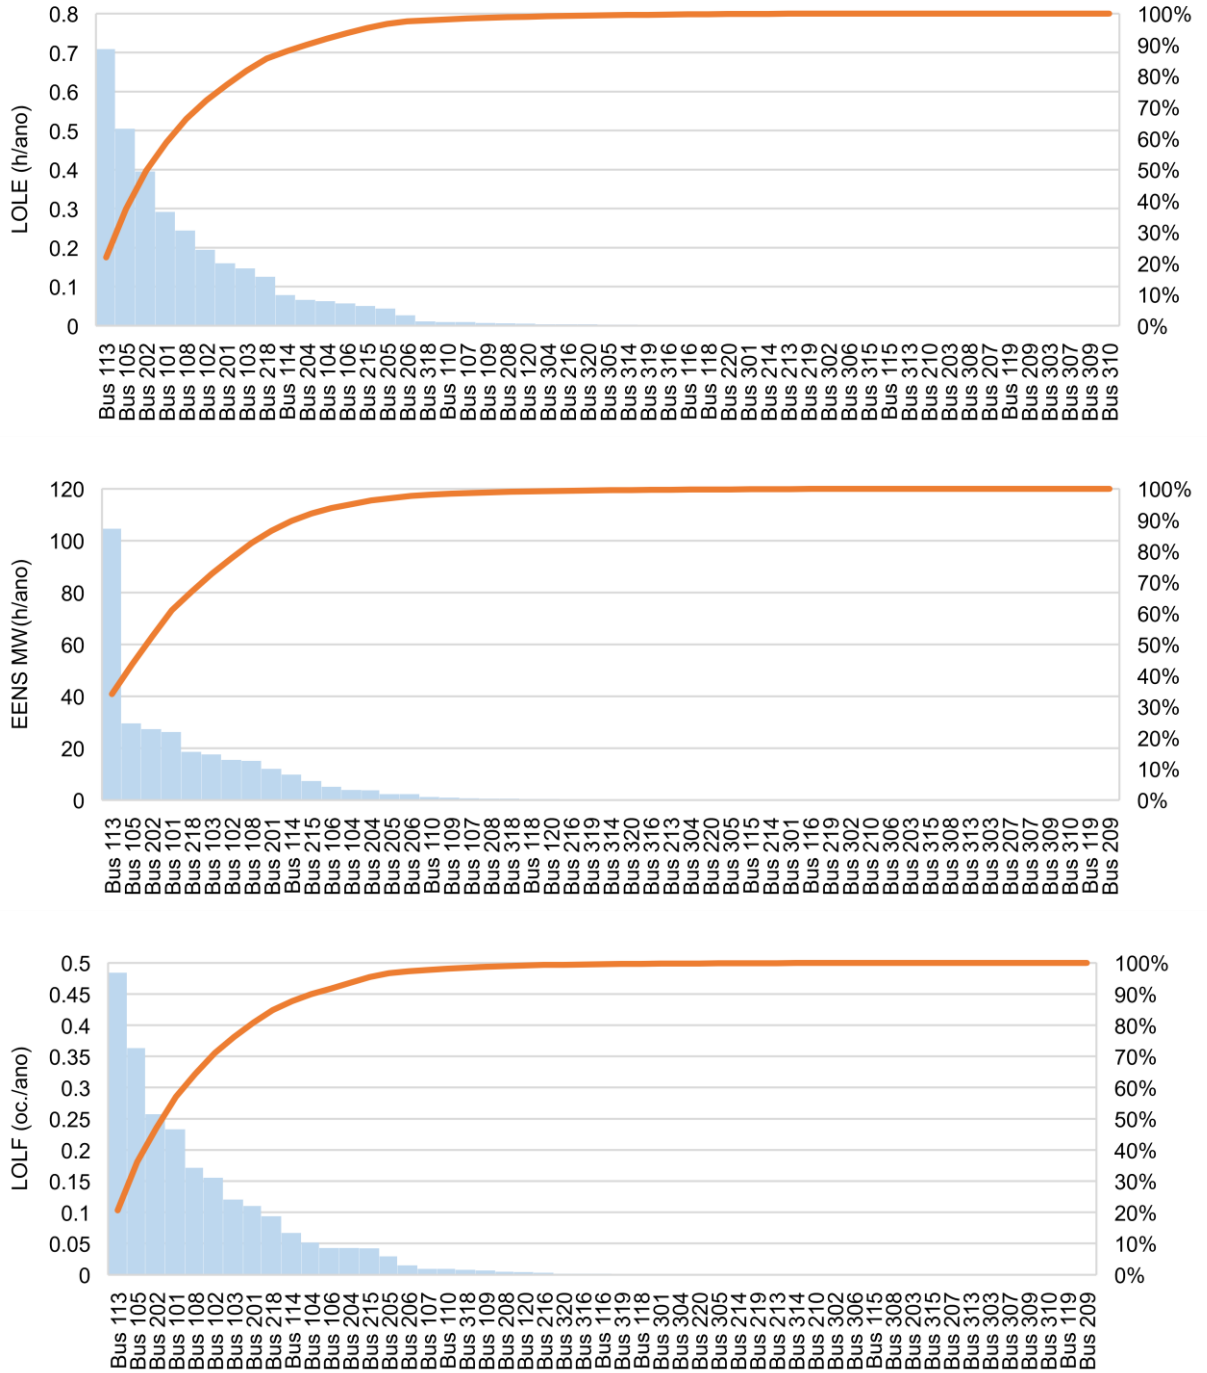 0.8
0.7
0.6
0.5
0.4
0.3
0.2
0.1
0
LOLE (h/ano)
100%
90%
80%
70%
60%
50%
40%
30%
20%
10%
0%
Bus 113
Bus 105
Bus 202
Bus 101
Bus 108
Bus 102
Bus 201
Bus 103
Bus 218
Bus 114
Bus 204
Bus 104
Bus 106
Bus 215
Bus 205
Bus 206
Bus 318
Bus 110
Bus 107
Bus 109
Bus 208
Bus 120
Bus 304
Bus 216
Bus 320
Bus 305
Bus 314
Bus 319
Bus 316
Bus 116
Bus 118
Bus 220
Bus 301
Bus 214
Bus 213
Bus 219
Bus 302
Bus 306
Bus 315
Bus 115
Bus 313
Bus 210
Bus 203
Bus 308
Bus 207
Bus 119
Bus 209
Bus 303
Bus 307
Bus 309
Bus 310
120
100
80
60
40
20
0
EENS MW(h/ano)
100%
90%
80%
70%
60%
50%
40%
30%
20%
10%
0%
Bus 113
Bus 105
Bus 202
Bus 101
Bus 218
Bus 103
Bus 102
Bus 108
Bus 201
Bus 114
Bus 215
Bus 106
Bus 104
Bus 204
Bus 205
Bus 206
Bus 110
Bus 109
Bus 107
Bus 208
Bus 318
Bus 118
Bus 120
Bus 216
Bus 319
Bus 314
Bus 320
Bus 316
Bus 213
Bus 304
Bus 220
Bus 305
Bus 115
Bus 214
Bus 301
Bus 116
Bus 219
Bus 302
Bus 210
Bus 306
Bus 203
Bus 315
Bus 308
Bus 313
Bus 303
Bus 207
Bus 307
Bus 309
Bus 310
Bus 119
Bus 209
0.5
0.45
0.4
0.35
0.3
0.25
0.2
0.15
0.1
0.05
0
LOLF (oc./ano)
100%
90%
80%
70%
60%
50%
40%
30%
20%
10%
0%
Bus 113
Bus 105
Bus 202
Bus 101
Bus 108
Bus 102
Bus 103
Bus 201
Bus 218
Bus 114
Bus 104
Bus 106
Bus 204
Bus 215
Bus 205
Bus 206
Bus 107
Bus 110
Bus 318
Bus 109
Bus 208
Bus 120
Bus 216
Bus 320
Bus 316
Bus 116
Bus 319
Bus 118
Bus 301
Bus 304
Bus 220
Bus 305
Bus 214
Bus 219
Bus 213
Bus 314
Bus 210
Bus 302
Bus 306
Bus 115
Bus 308
Bus 203
Bus 315
Bus 207
Bus 313
Bus 303
Bus 307
Bus 309
Bus 310
Bus 119
Bus 209